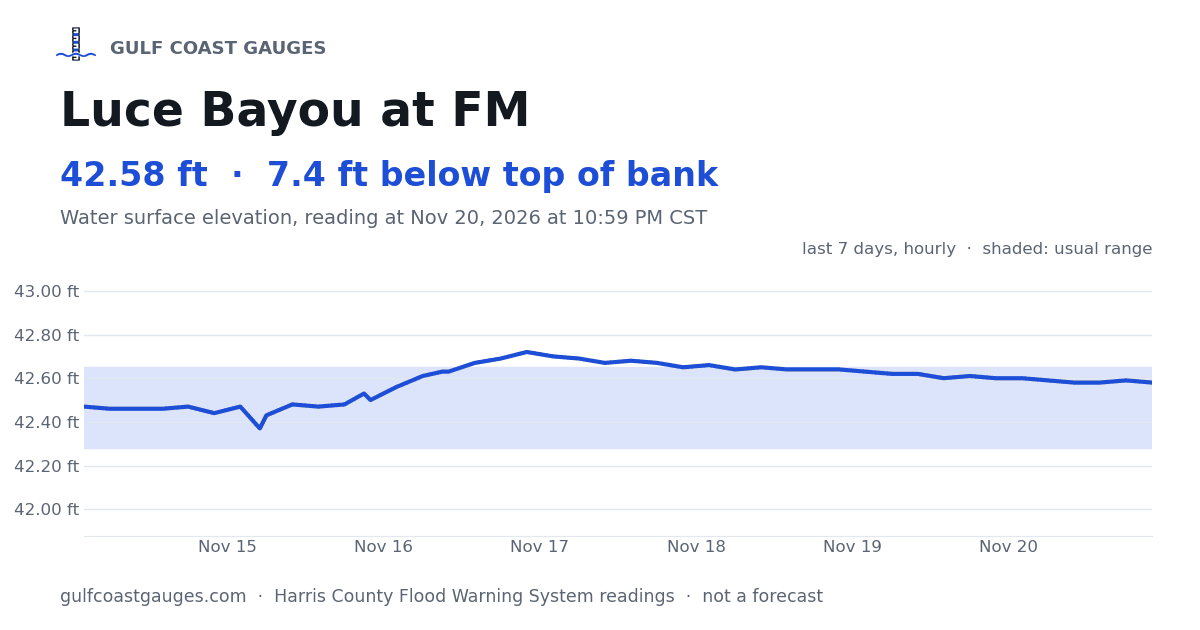 GULF COAST GAUGES
Luce Bayou at FM
42.58 ft · 7.4 ft below top of bank
Water surface elevation, reading at Nov 20, 2026 at 10:59 PM CST
last 7 days, hourly · shaded: usual range
43.00 ft
42.80 ft
42.60 ft
42.40 ft
42.20 ft
42.00 ft
Nov 15 Nov 16 Nov 17 Nov 18 Nov 19 Nov 20
gulfcoastgauges.com · Harris County Flood Warning System readings · not a forecast